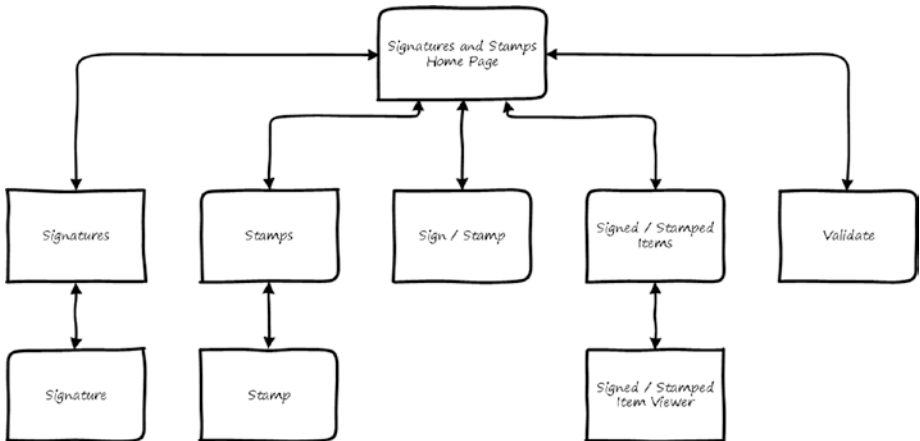 Signatures and Stamps
Home Page
Signatures
Stamps
Sign / Stamp
Signed / Stamped
Items
Validate
Signature
Stamp
Signed / Stamped
Item Viewer